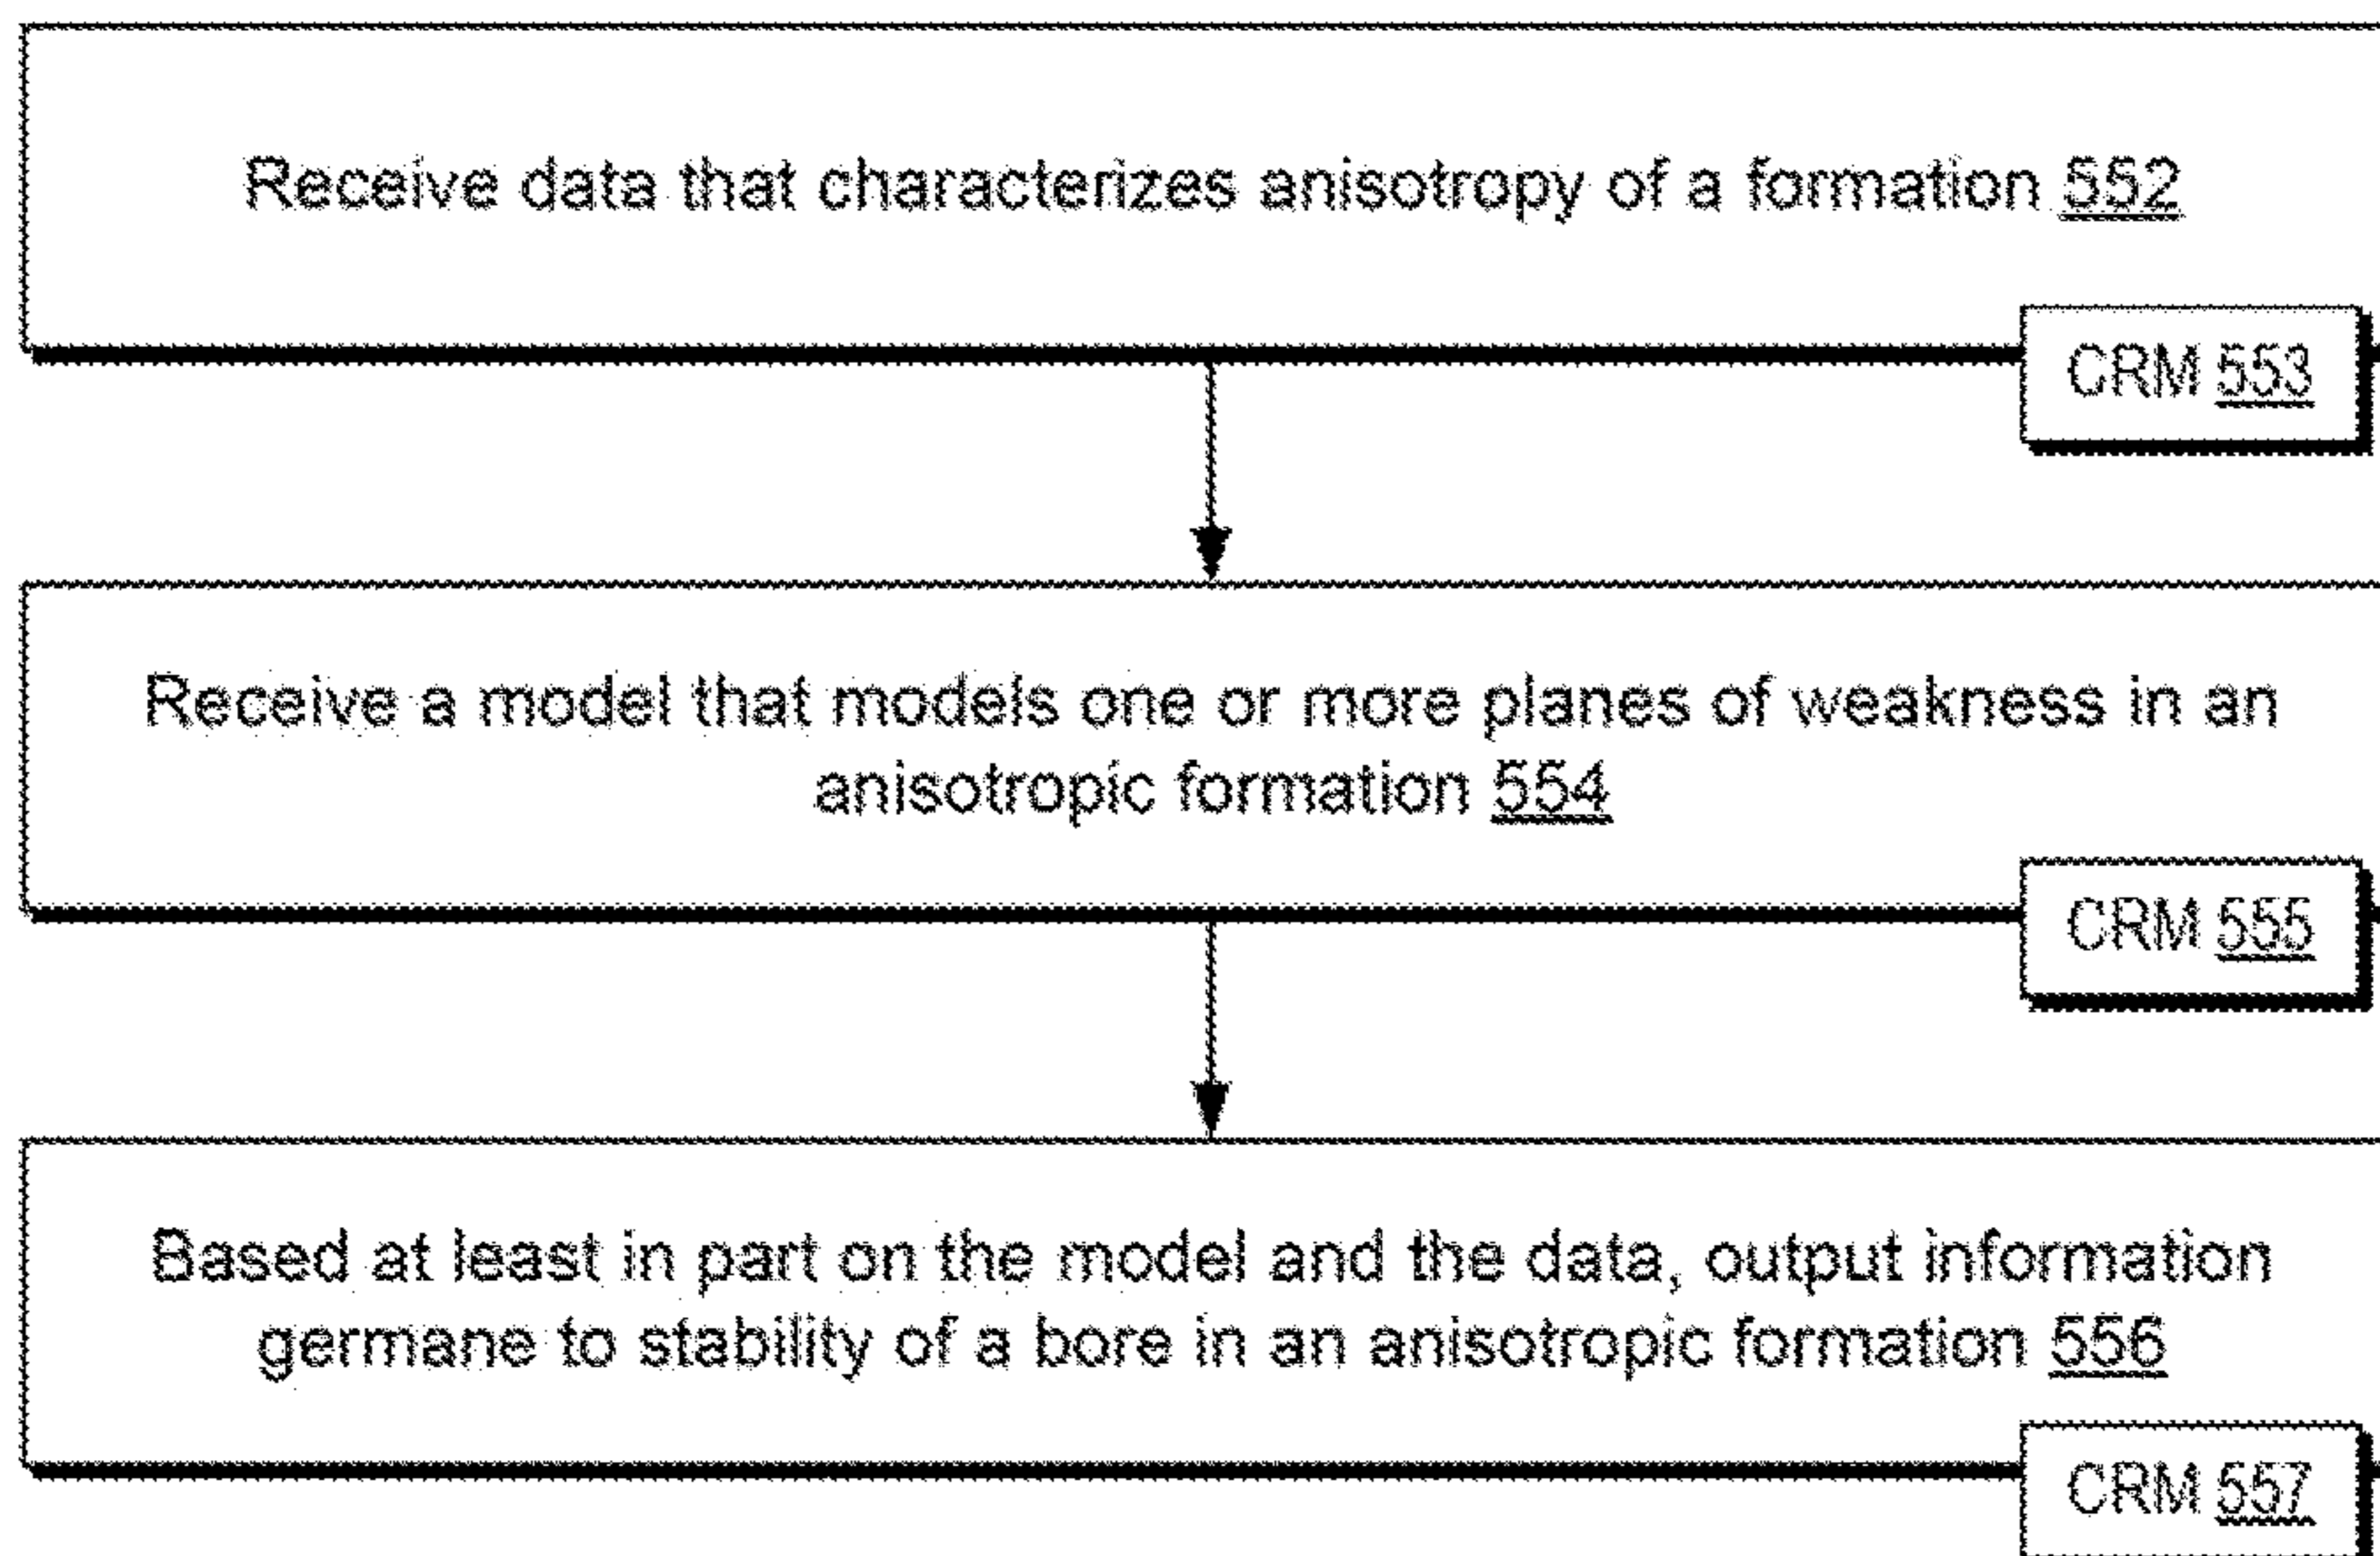 Receive data that characterizes anisotropy of a formation 552
CRM 553
Receive a model that models one or more planes of weakness in an
anisotropic formation 554
CRM 555
Based at least in part on the model and the data, output information
germane to stability of a bore in an anisotropic formation 556
CRM 557